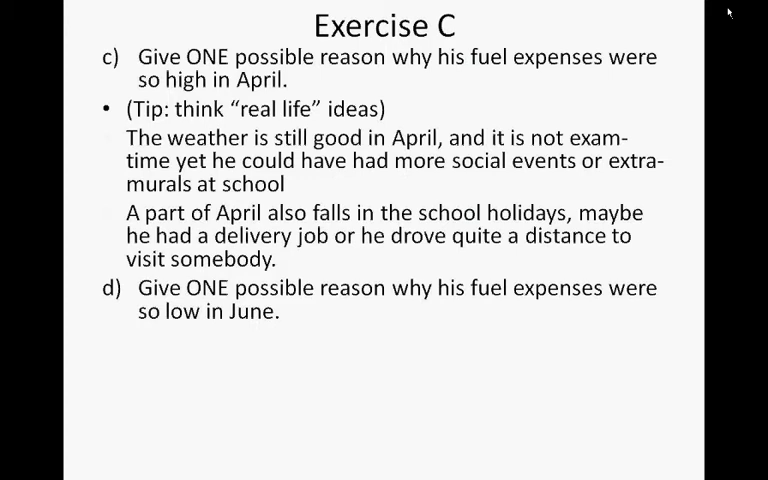 Exercise C
c) Give ONE possible reason why his fuel expenses were
so high in April.
• (Tip: think “real life” ideas)
The weather is still good in April, and it is not exam-
time yet he could have had more social events or extra-
murals at school
A part of April also falls in the school holidays, maybe
he had a delivery job or he drove quite a distance to
visit somebody.
d) Give ONE possible reason why his fuel expenses were
so low in June.